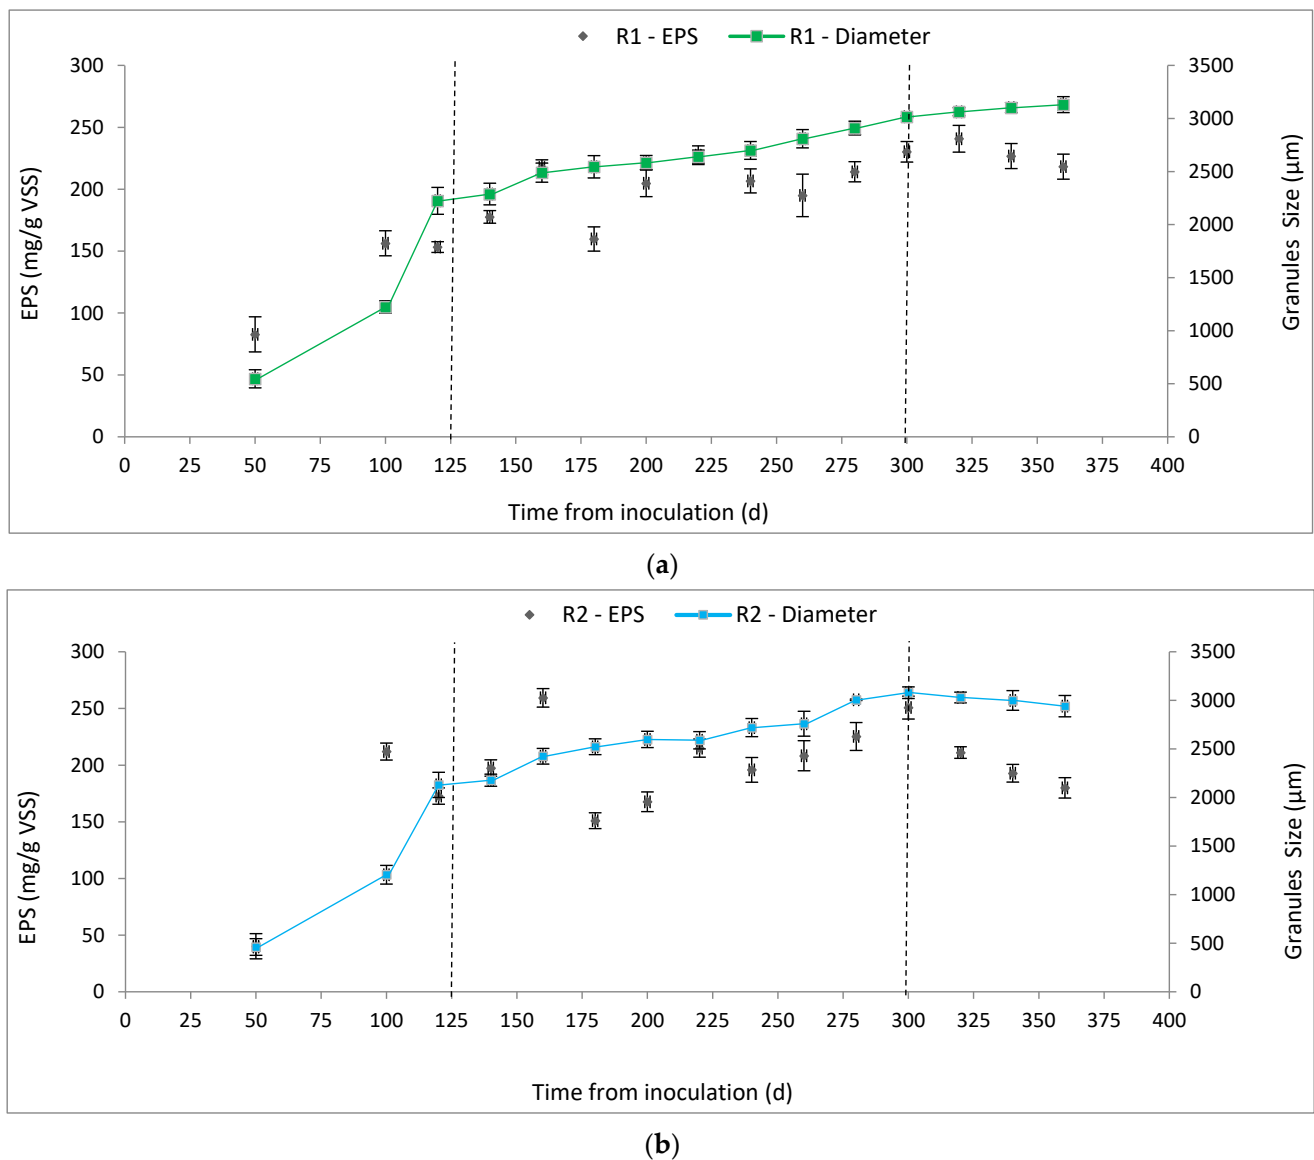 R1 - EPS R1 - Diameter
300 3500
250 3000
200 2500
150 2000
100 1500
50 1000
0 500
0
EPS (mg/g VSS)
Granules Size (µm)
0 25 50 75 100 125 150 175 200 225 250 275 300 325 350 375 400
Time from inoculation (d)
(a)
R2 - EPS R2 - Diameter
300 3500
250 3000
200 2500
150 2000
100 1500
50 1000
0 500
0
EPS (mg/g VSS)
Granules Size (µm)
0 25 50 75 100 125 150 175 200 225 250 275 300 325 350 375 400
Time from inoculation (d)
(b)